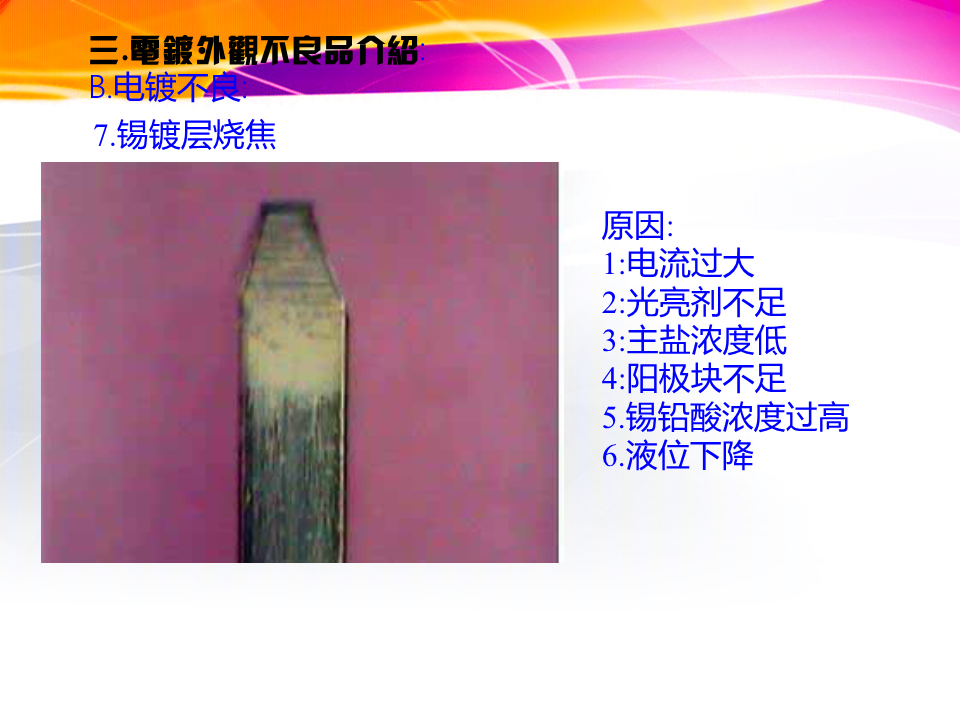 三.電鍍外觀不良品介紹:
B.电镀不良:
7.锡镀层烧焦
原因:
1:电流过大
2:光亮剂不足
3:主盐浓度低
4:阳极块不足
5.锡铅酸浓度过高
6.液位下降